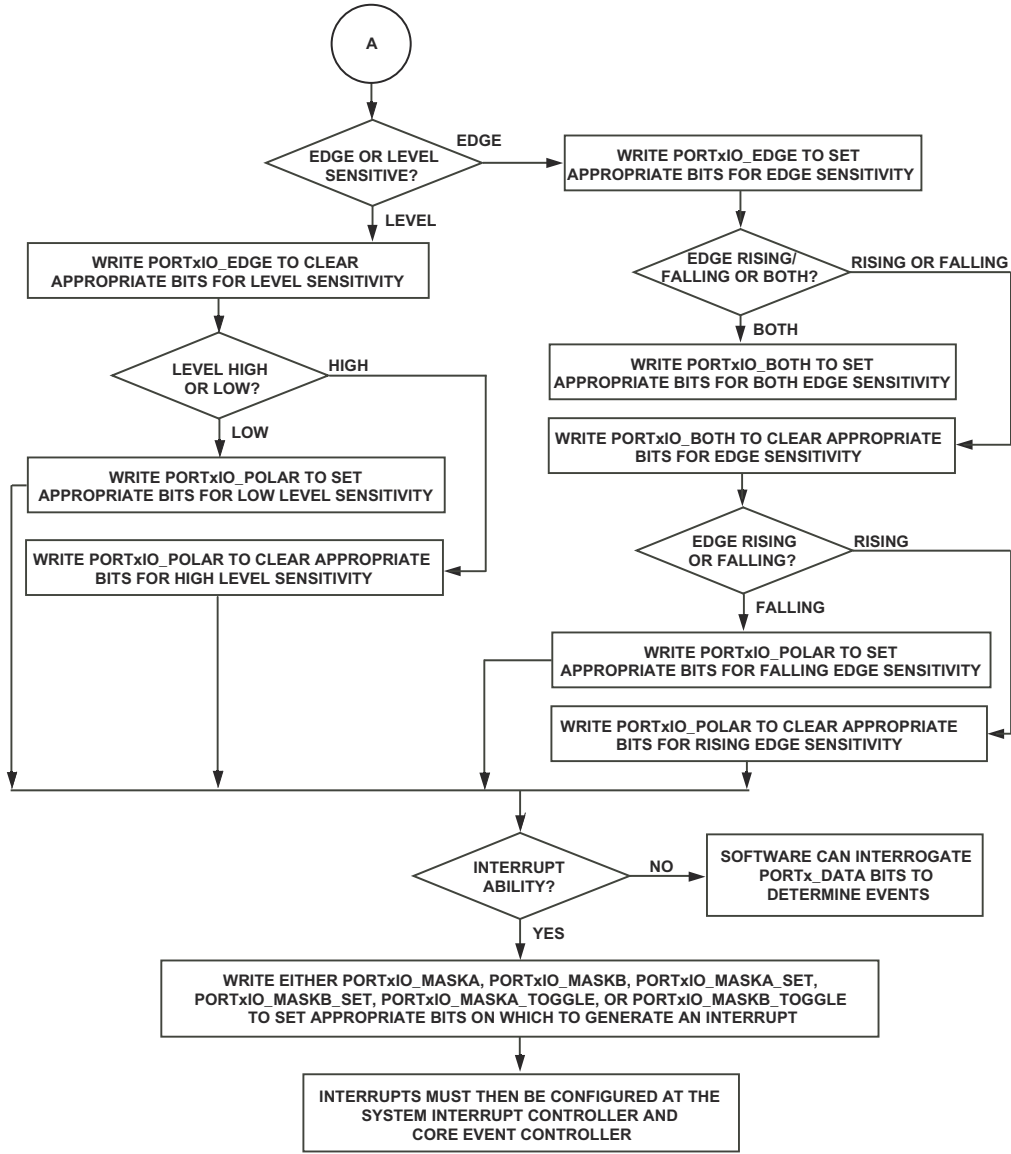 A
EDGE OR LEVEL
SENSITIVE?
EDGE
WRITE PORTxIO_EDGE TO SET
APPROPRIATE BITS FOR EDGE SENSITIVITY
LEVEL
WRITE PORTxIO_EDGE TO CLEAR
APPROPRIATE BITS FOR LEVEL SENSITIVITY
EDGE RISING/
FALLING OR BOTH?
RISING OR FALLING
BOTH
LEVEL HIGH
OR LOW?
HIGH
LOW
WRITE PORTxIO_BOTH TO SET
APPROPRIATE BITS FOR BOTH EDGE SENSITIVITY
WRITE PORTxIO_BOTH TO CLEAR APPROPRIATE
BITS FOR EDGE SENSITIVITY
WRITE PORTxIO_POLAR TO SET
APPROPRIATE BITS FOR LOW LEVEL SENSITIVITY
WRITE PORTxIO_POLAR TO CLEAR APPROPRIATE
BITS FOR HIGH LEVEL SENSITIVITY
EDGE RISING
OR FALLING?
RISING
FALLING
WRITE PORTxIO_POLAR TO SET
APPROPRIATE BITS FOR FALLING EDGE SENSITIVITY
WRITE PORTxIO_POLAR TO CLEAR APPROPRIATE
BITS FOR RISING EDGE SENSITIVITY
INTERRUPT
ABILITY?
NO
SOFTWARE CAN INTERROGATE
PORTx_DATA BITS TO
DETERMINE EVENTS
YES
WRITE EITHER PORTxIO_MASKA, PORTxIO_MASKB, PORTxIO_MASKA_SET,
PORTxIO_MASKB_SET, PORTxIO_MASKA_TOGGLE, OR PORTxIO_MASKB_TOGGLE
TO SET APPROPRIATE BITS ON WHICH TO GENERATE AN INTERRUPT
INTERRUPTS MUST THEN BE CONFIGURED AT THE
SYSTEM INTERRUPT CONTROLLER AND
CORE EVENT CONTROLLER